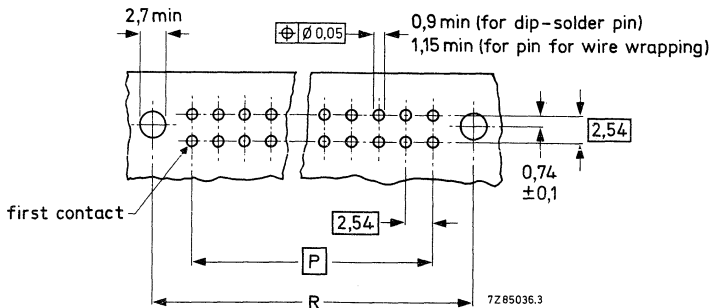 2,7 min
⌖ Ø 0,05
0,9 min (for dip-solder pin)
1,15 min (for pin for wire wrapping)
2,54
0,74
±0,1
first contact
2,54
P
R
7Z85036.3